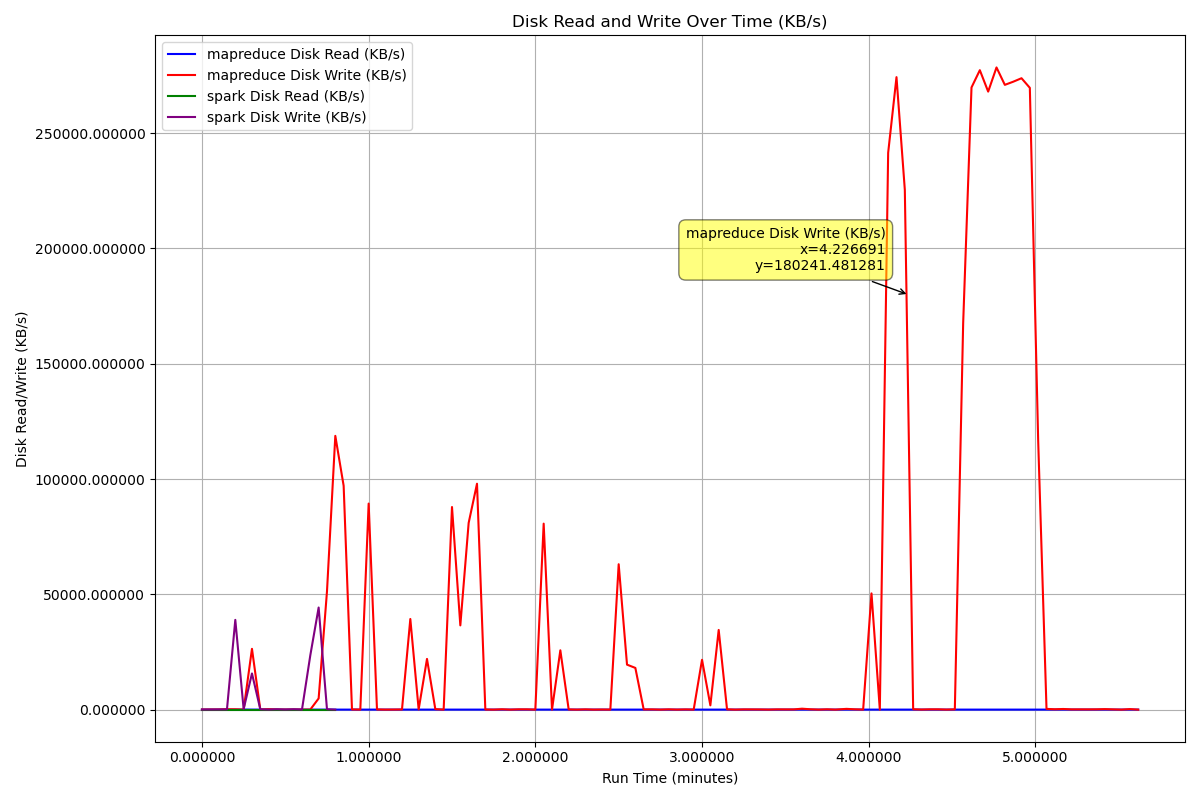 Disk Read and Write Over Time (KB/s)
mapreduce Disk Read (KB/s)
mapreduce Disk Write (KB/s)
spark Disk Read (KB/s)
spark Disk Write (KB/s)
250000.000000
200000.000000
150000.000000
100000.000000
50000.000000
0.000000
Disk Read/Write (KB/s)
mapreduce Disk Write (KB/s)
x=4.226691
y=180241.481281
0.000000 1.000000 2.000000 3.000000 4.000000 5.000000
Run Time (minutes)